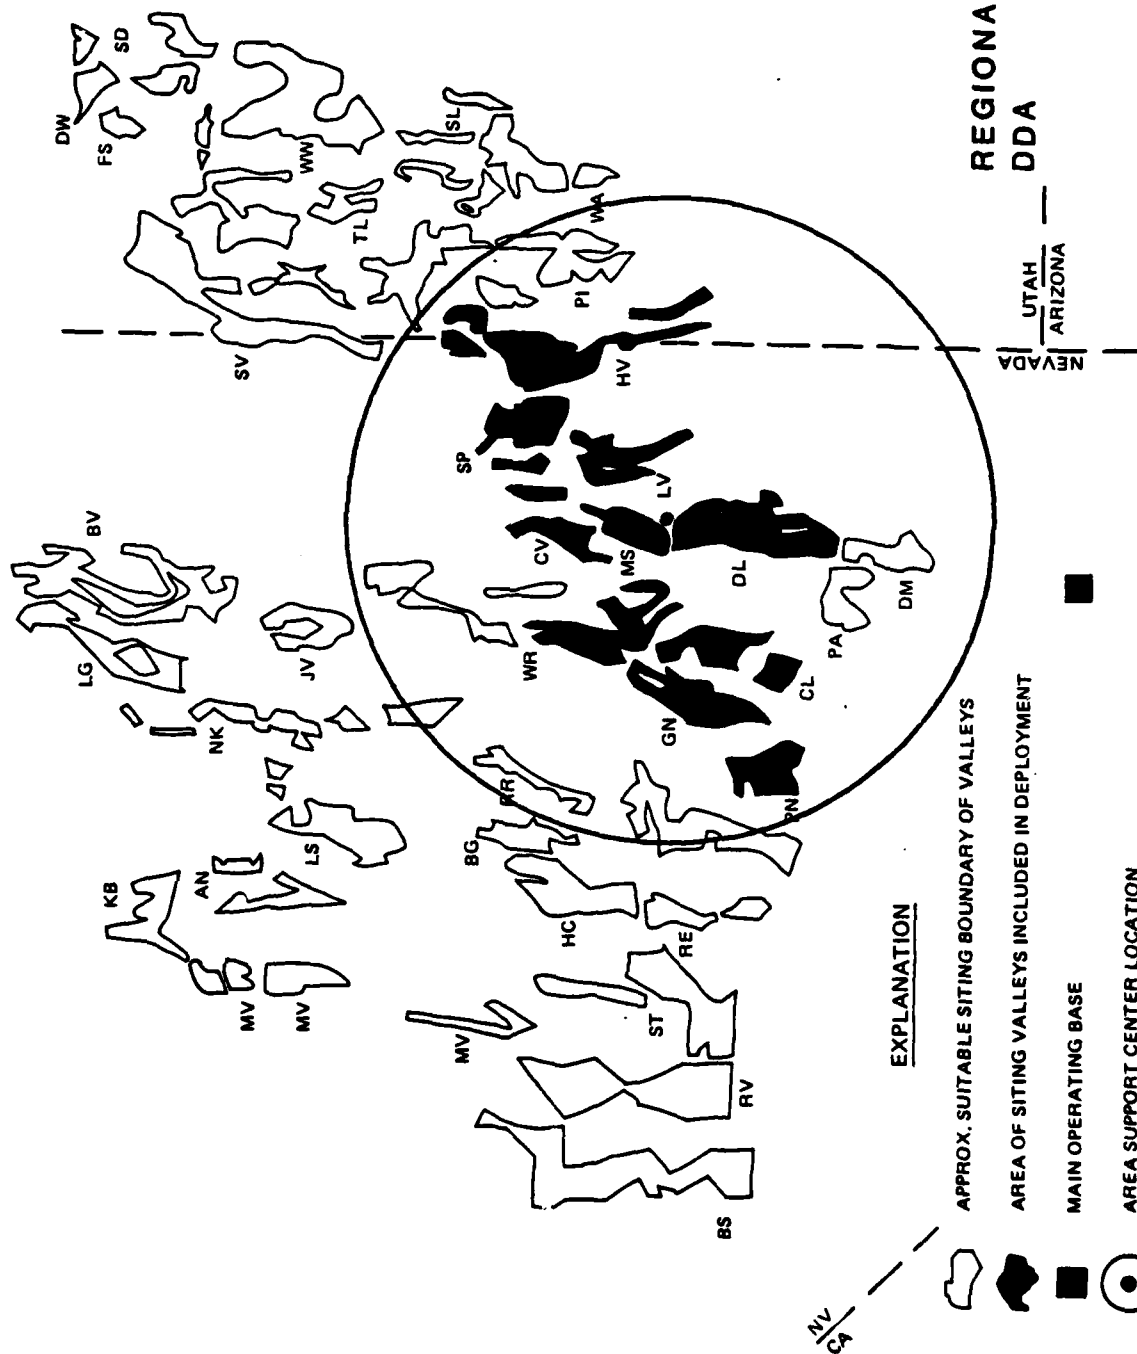 DW
SD
FS
WW
SL
TL
WA
SV
PI
HV
SP
LV
CV
MS
DL
DM
PA
WR
GN
CL
PN
BV
LG
JV
NK
RR
BG
LS
AN
KB
HC
RE
MV
MV
MV
ST
RV
BS
REGIONA
DDA
UTAH
ARIZONA
NEVADA
NV
CA
EXPLANATION
APPROX. SUITABLE SITING BOUNDARY OF VALLEYS
AREA OF SITING VALLEYS INCLUDED IN DEPLOYMENT
MAIN OPERATING BASE
AREA SUPPORT CENTER LOCATION